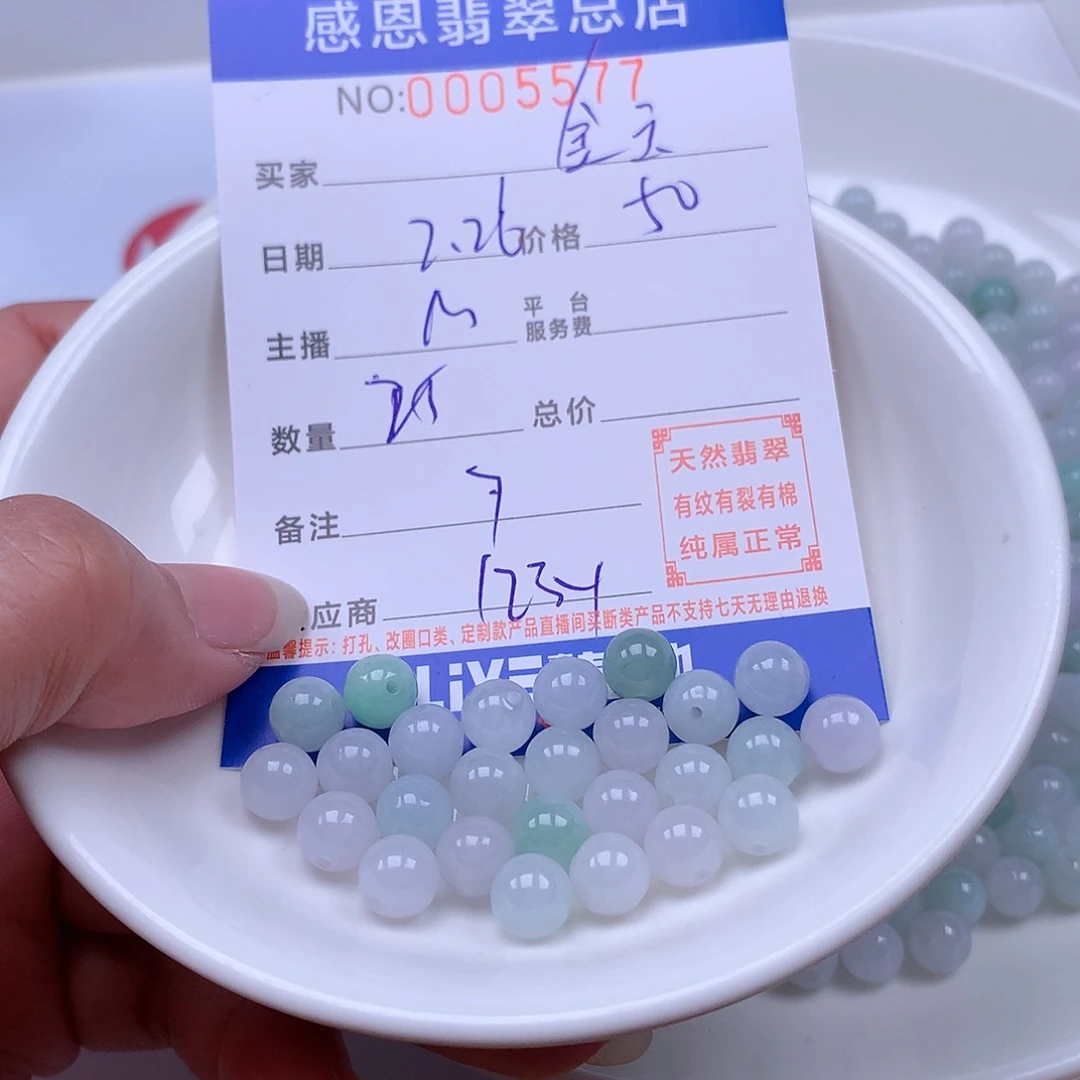 感恩翡翠总店
NO:0005577
买家
日期 2.26 价格 50
主播 平台服务费
数量 25 总价
备注 7
应商 1234
天然翡翠
有纹有裂有棉
纯属正常
温馨提示：打孔、改圈口类、定制款产品直播间买断类产品不支持七天无理由退换